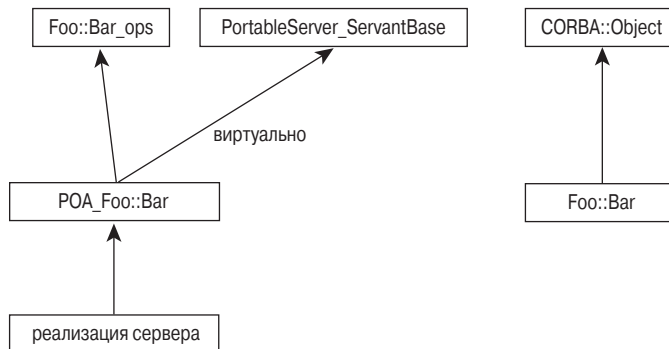 Foo::Bar_ops
PortableServer_ServantBase
CORBA::Object
виртуально
POA_Foo::Bar
Foo::Bar
реализация сервера